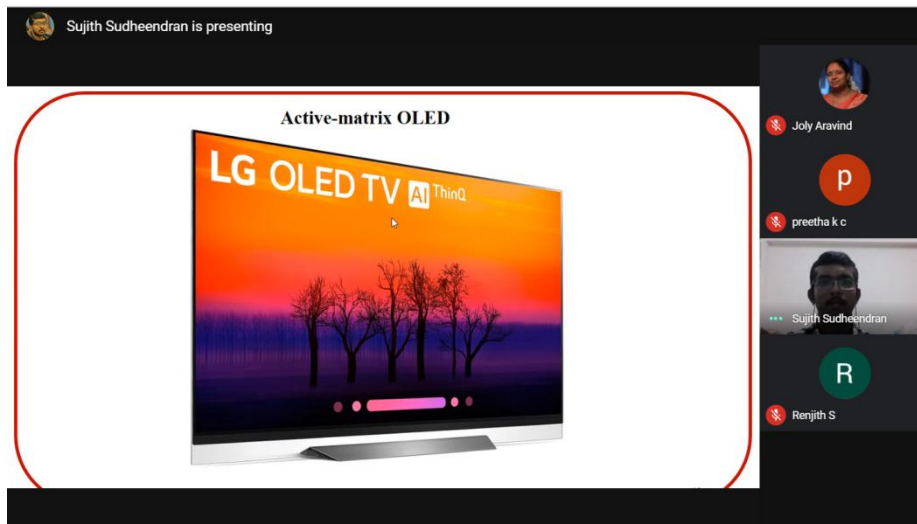 Sujith Sudheendran is presenting
Active-matrix OLED
LG OLED TV AI ThinQ
Joly Aravind
p
preetha k c
Sujith Sudheendran
R
Renjith S